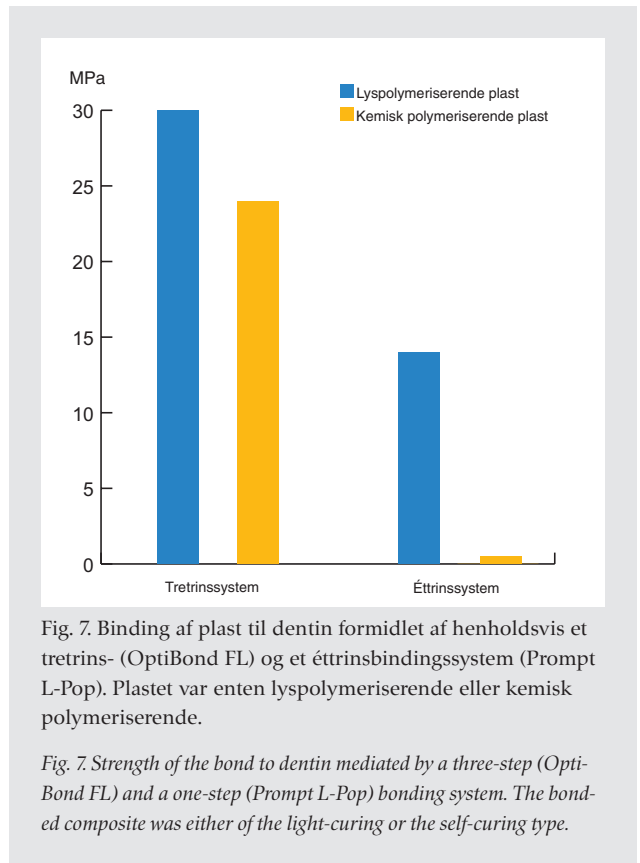 MPa
Lyspolymeriserende plast
Kemisk polymeriserende plast
30
25
20
15
10
5
0
Tretrinssystem
Éttrinssystem
Fig. 7. Binding af plast til dentin formidlet af henholdsvis et
tretrins- (OptiBond FL) og et éttrinsbindingssystem (Prompt
L-Pop). Plastet var enten lyspolymeriserende eller kemisk
polymeriserende.
Fig. 7. Strength of the bond to dentin mediated by a three-step (Opti-
Bond FL) and a one-step (Prompt L-Pop) bonding system. The bond-
ed composite was either of the light-curing or the self-curing type.